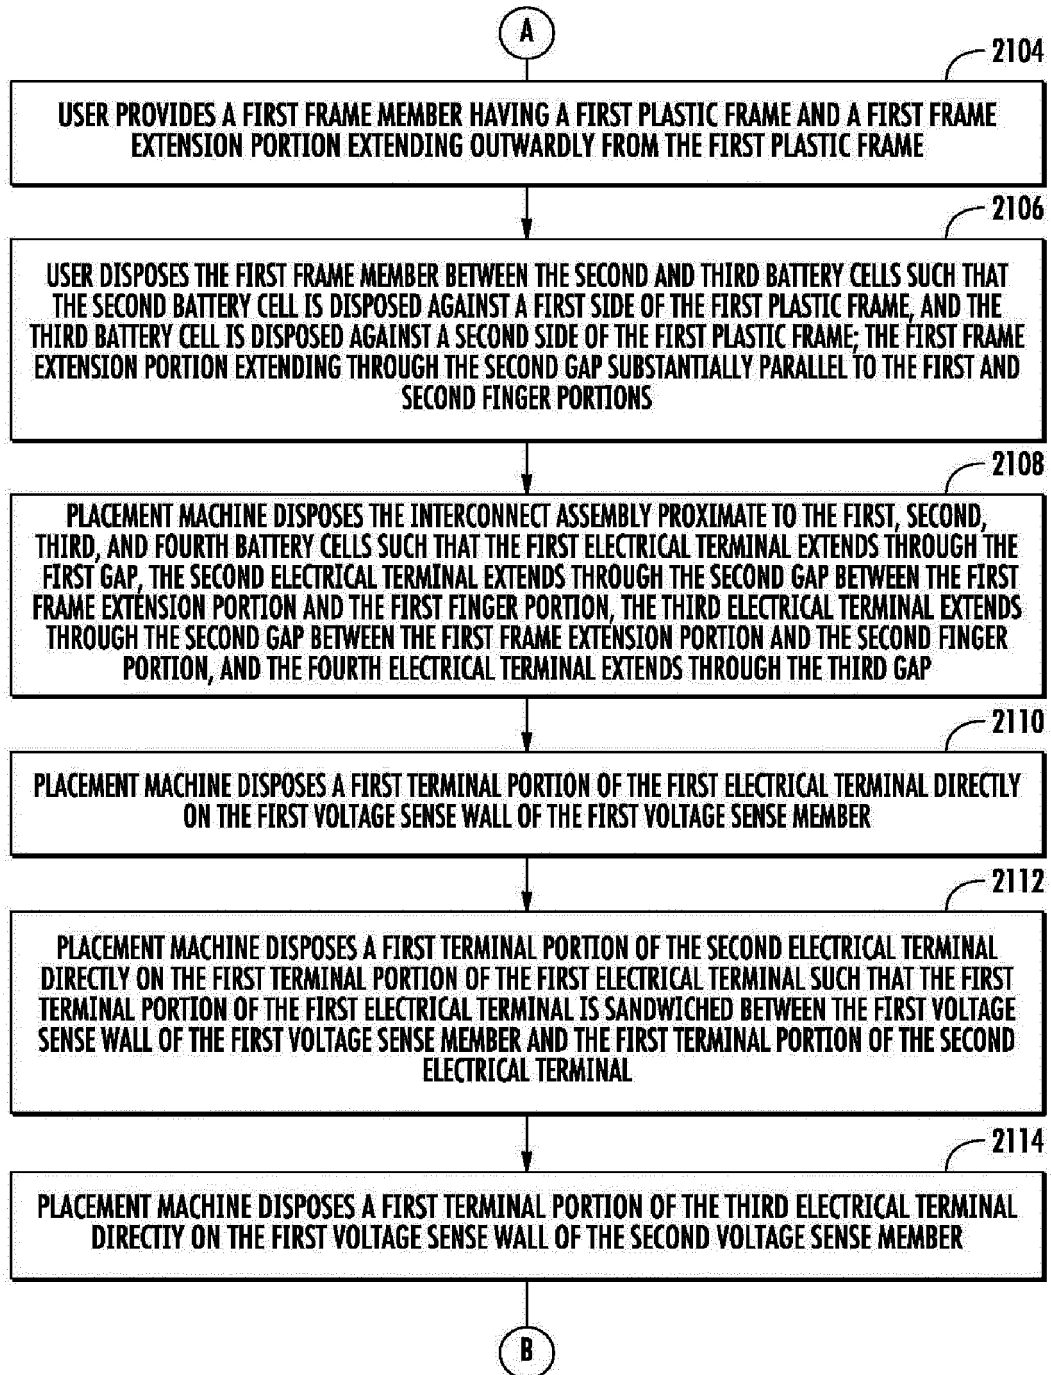 A
2104
USER PROVIDES A FIRST FRAME MEMBER HAVING A FIRST PLASTIC FRAME AND A FIRST FRAME
EXTENSION PORTION EXTENDING OUTWARDLY FROM THE FIRST PLASTIC FRAME
2106
USER DISPOSES THE FIRST FRAME MEMBER BETWEEN THE SECOND AND THIRD BATTERY CELLS SUCH THAT
THE SECOND BATTERY CELL IS DISPOSED AGAINST A FIRST SIDE OF THE FIRST PLASTIC FRAME, AND THE
THIRD BATTERY CELL IS DISPOSED AGAINST A SECOND SIDE OF THE FIRST PLASTIC FRAME; THE FIRST FRAME
EXTENSION PORTION EXTENDING THROUGH THE SECOND GAP SUBSTANTIALLY PARALLEL TO THE FIRST AND
SECOND FINGER PORTIONS
2108
PLACEMENT MACHINE DISPOSES THE INTERCONNECT ASSEMBLY PROXIMATE TO THE FIRST, SECOND,
THIRD, AND FOURTH BATTERY CELLS SUCH THAT THE FIRST ELECTRICAL TERMINAL EXTENDS THROUGH THE
FIRST GAP, THE SECOND ELECTRICAL TERMINAL EXTENDS THROUGH THE SECOND GAP BETWEEN THE FIRST
FRAME EXTENSION PORTION AND THE FIRST FINGER PORTION, THE THIRD ELECTRICAL TERMINAL EXTENDS
THROUGH THE SECOND GAP BETWEEN THE FIRST FRAME EXTENSION PORTION AND THE SECOND FINGER
PORTION, AND THE FOURTH ELECTRICAL TERMINAL EXTENDS THROUGH THE THIRD GAP
2110
PLACEMENT MACHINE DISPOSES A FIRST TERMINAL PORTION OF THE FIRST ELECTRICAL TERMINAL DIRECTLY
ON THE FIRST VOLTAGE SENSE WALL OF THE FIRST VOLTAGE SENSE MEMBER
2112
PLACEMENT MACHINE DISPOSES A FIRST TERMINAL PORTION OF THE SECOND ELECTRICAL TERMINAL
DIRECTLY ON THE FIRST TERMINAL PORTION OF THE FIRST ELECTRICAL TERMINAL SUCH THAT THE FIRST
TERMINAL PORTION OF THE FIRST ELECTRICAL TERMINAL IS SANDWICHED BETWEEN THE FIRST VOLTAGE
SENSE WALL OF THE FIRST VOLTAGE SENSE MEMBER AND THE FIRST TERMINAL PORTION OF THE SECOND
ELECTRICAL TERMINAL
2114
PLACEMENT MACHINE DISPOSES A FIRST TERMINAL PORTION OF THE THIRD ELECTRICAL TERMINAL
DIRECTIY ON THE FIRST VOLTAGE SENSE WALL OF THE SECOND VOLTAGE SENSE MEMBER
B